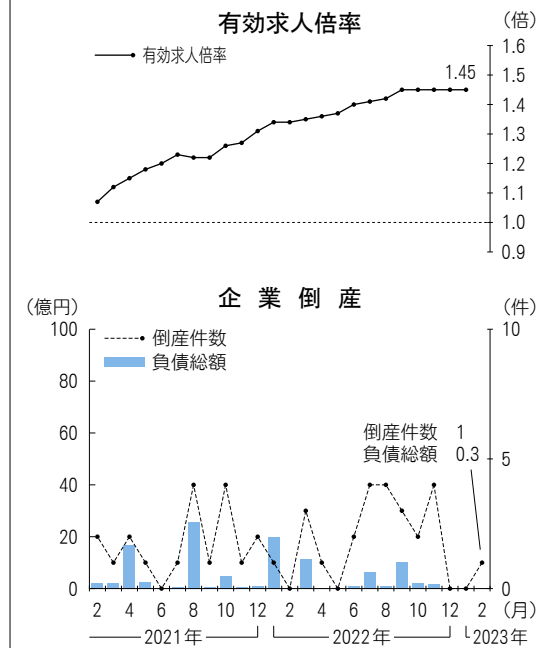 有効求人倍率
（倍）
有効求人倍率
1.45
1.6
1.5
1.4
1.3
1.2
1.1
1.0
0.9
企業倒産
（億円）
（件）
100
80
60
40
20
0
10
5
0
倒産件数
負債総額
倒産件数 1
負債総額 0.3
2 4 6 8 10 12 2 4 6 8 10 12 2 （月）
2021年 2022年 2023年